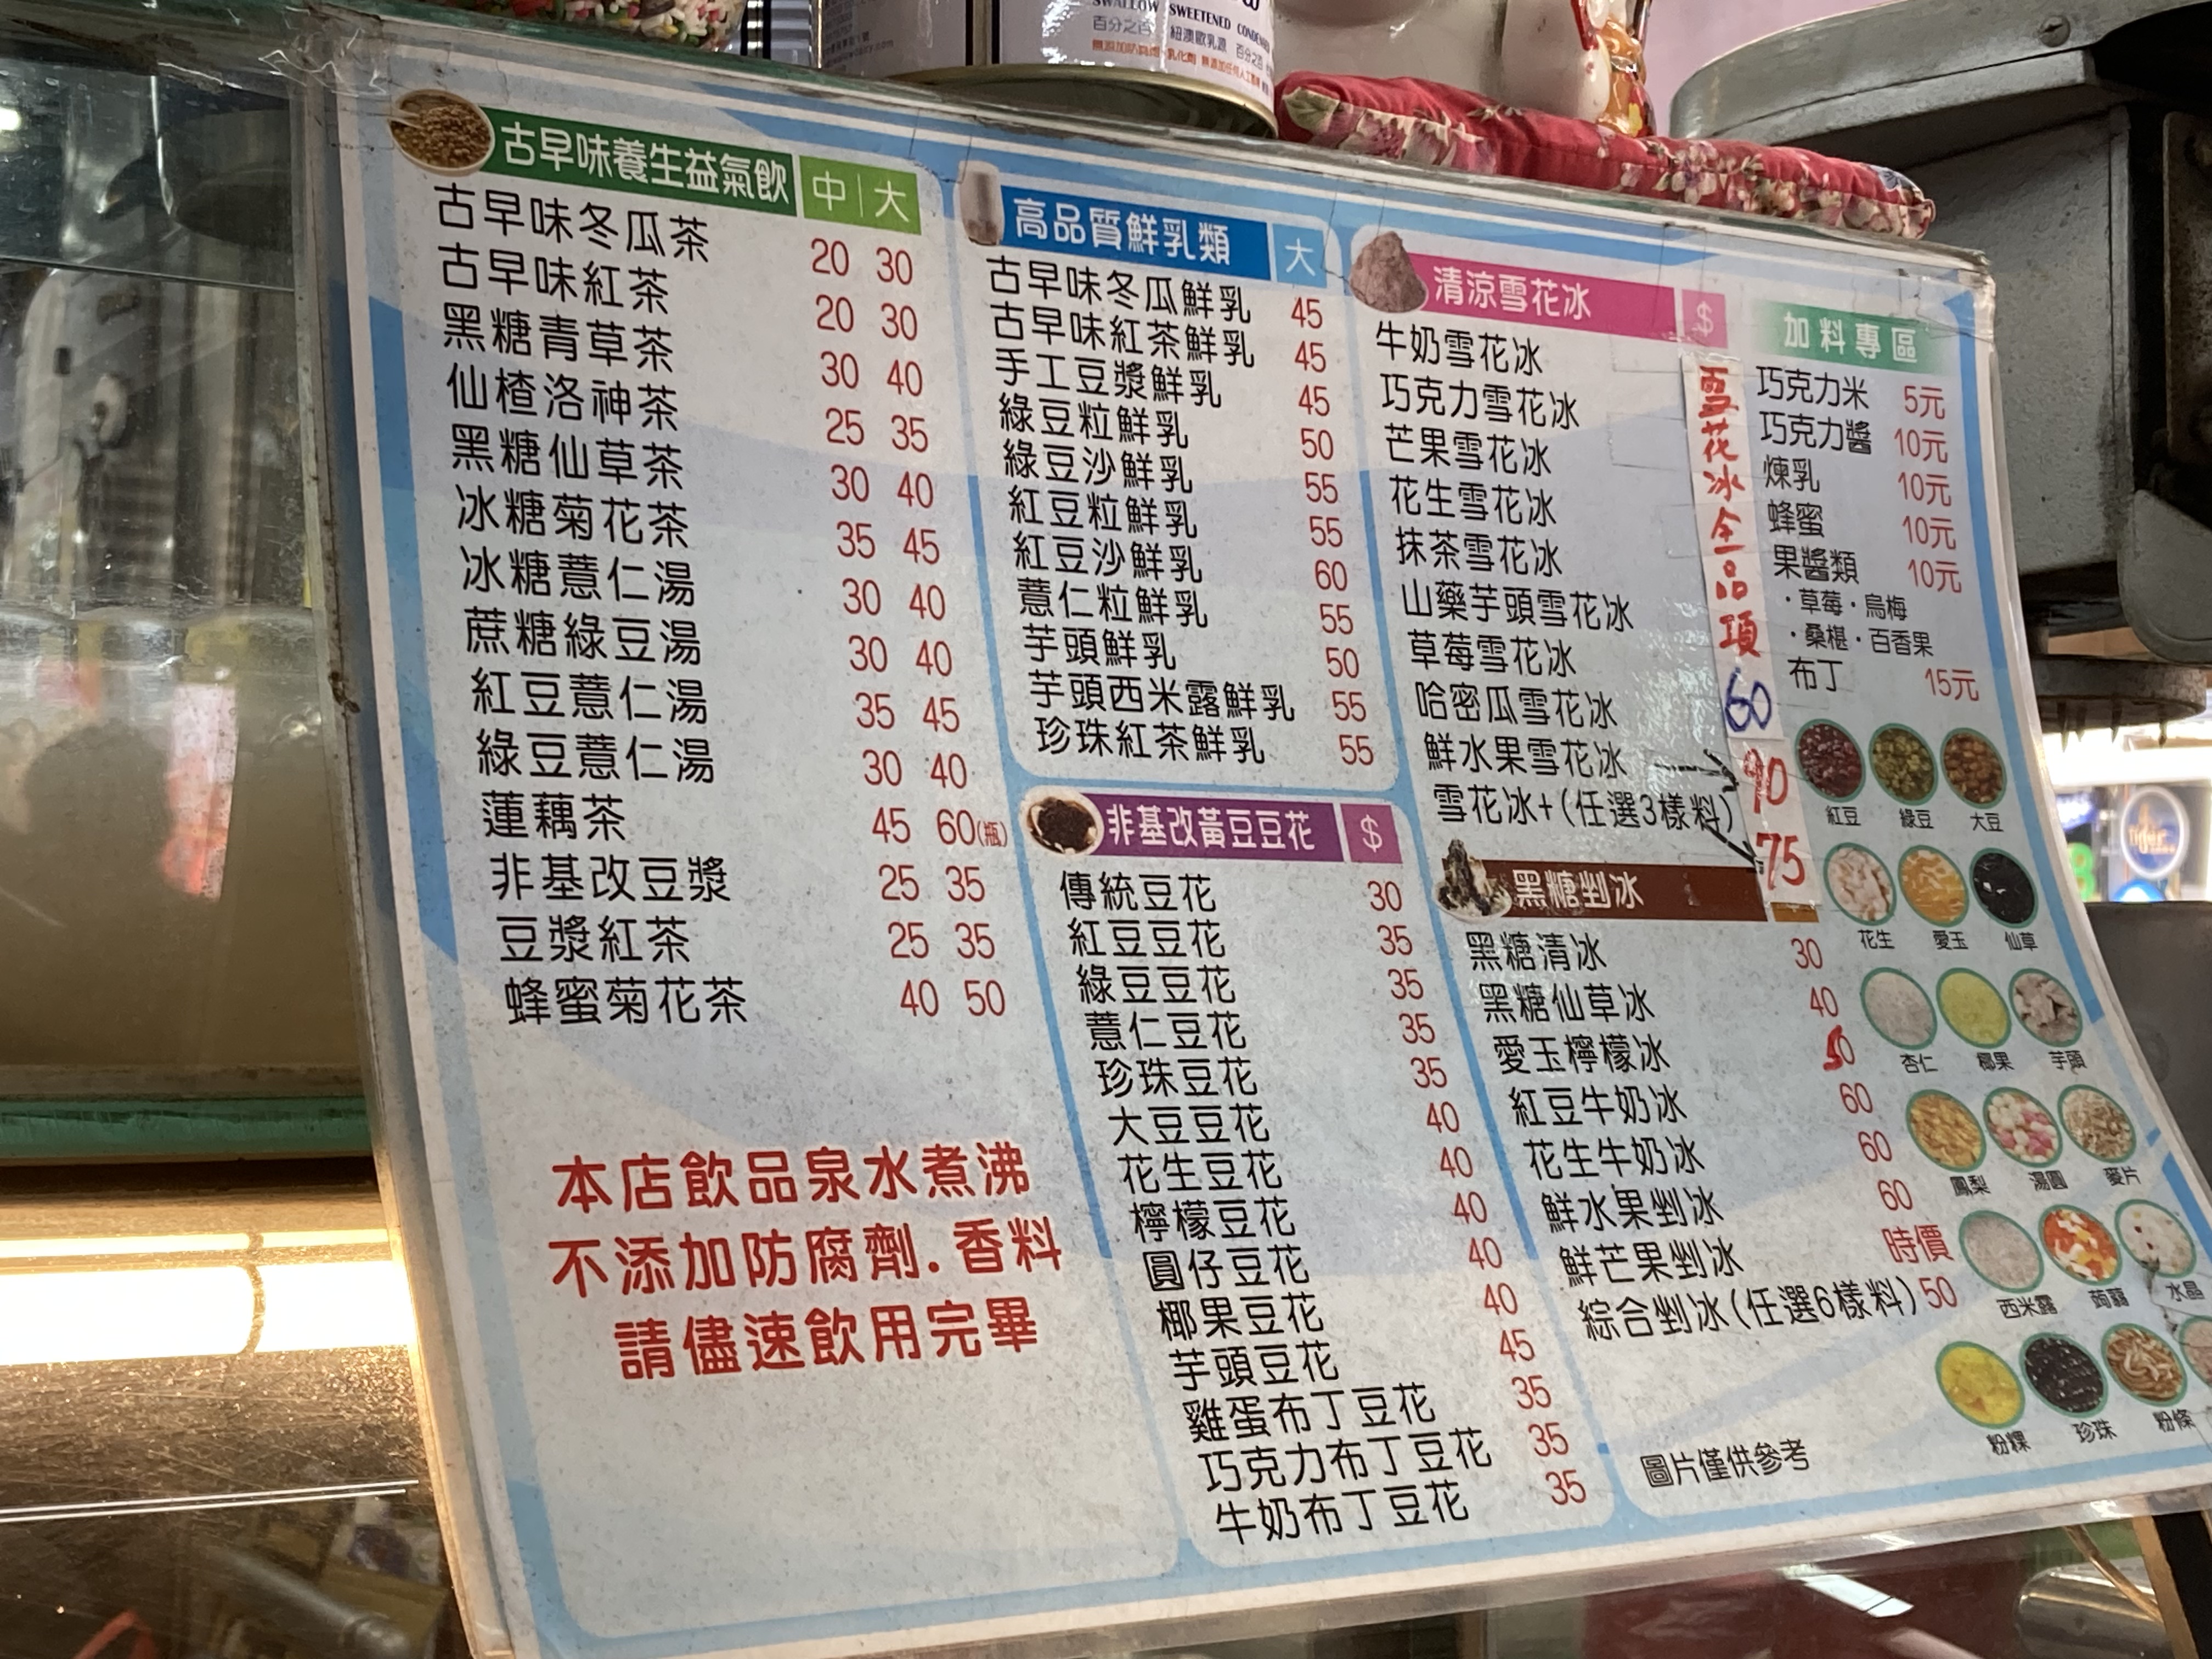 SWALLOW SWEETENED
百分之百 紐澳歐乳源 百分之百
古早味養生益氣飲 中|大
古早味冬瓜茶 20 30
古早味紅茶 20 30
黑糖青草茶 30 40
仙楂洛神茶 25 35
黑糖仙草茶 30 40
冰糖菊花茶 35 45
冰糖薏仁湯 30 40
蔗糖綠豆湯 30 40
紅豆薏仁湯 35 45
綠豆薏仁湯 30 40
蓮藕茶 45 60(瓶)
非基改豆漿 25 35
豆漿紅茶 25 35
蜂蜜菊花茶 40 50
本店飲品泉水煮沸
不添加防腐劑.香料
請儘速飲用完畢
高品質鮮乳類 大
古早味冬瓜鮮乳 45
古早味紅茶鮮乳 45
手工豆漿鮮乳 45
綠豆粒鮮乳 50
綠豆沙鮮乳 55
紅豆粒鮮乳 55
紅豆沙鮮乳 60
薏仁粒鮮乳 55
芋頭鮮乳 50
芋頭西米露鮮乳 55
珍珠紅茶鮮乳 55
非基改黃豆豆花 $
傳統豆花 30
紅豆豆花 35
綠豆豆花 35
薏仁豆花 35
珍珠豆花 35
大豆豆花 40
花生豆花 40
檸檬豆花 40
圓仔豆花 40
椰果豆花 40
芋頭豆花 45
雞蛋布丁豆花 35
巧克力布丁豆花 35
牛奶布丁豆花 35
清涼雪花冰 $
牛奶雪花冰
巧克力雪花冰
芒果雪花冰
花生雪花冰
抹茶雪花冰
山藥芋頭雪花冰
草莓雪花冰
哈密瓜雪花冰
鮮水果雪花冰 90
雪花冰+(任選3樣料) 75
雪花冰全品項 60
黑糖剉冰
黑糖清冰 30
黑糖仙草冰 40
愛玉檸檬冰 50
紅豆牛奶冰 60
花生牛奶冰 60
鮮水果剉冰 60
鮮芒果剉冰 時價
綜合剉冰(任選6樣料) 50
圖片僅供參考
加料專區
巧克力米 5元
巧克力醬 10元
煉乳 10元
蜂蜜 10元
果醬類 10元
·草莓·烏梅
·桑椹·百香果
布丁 15元
紅豆 綠豆 大豆
花生 愛玉 仙草
杏仁 椰果 芋頭
鳳梨 湯圓 麥片
西米露 蒟蒻 水晶
粉粿 珍珠 粉條